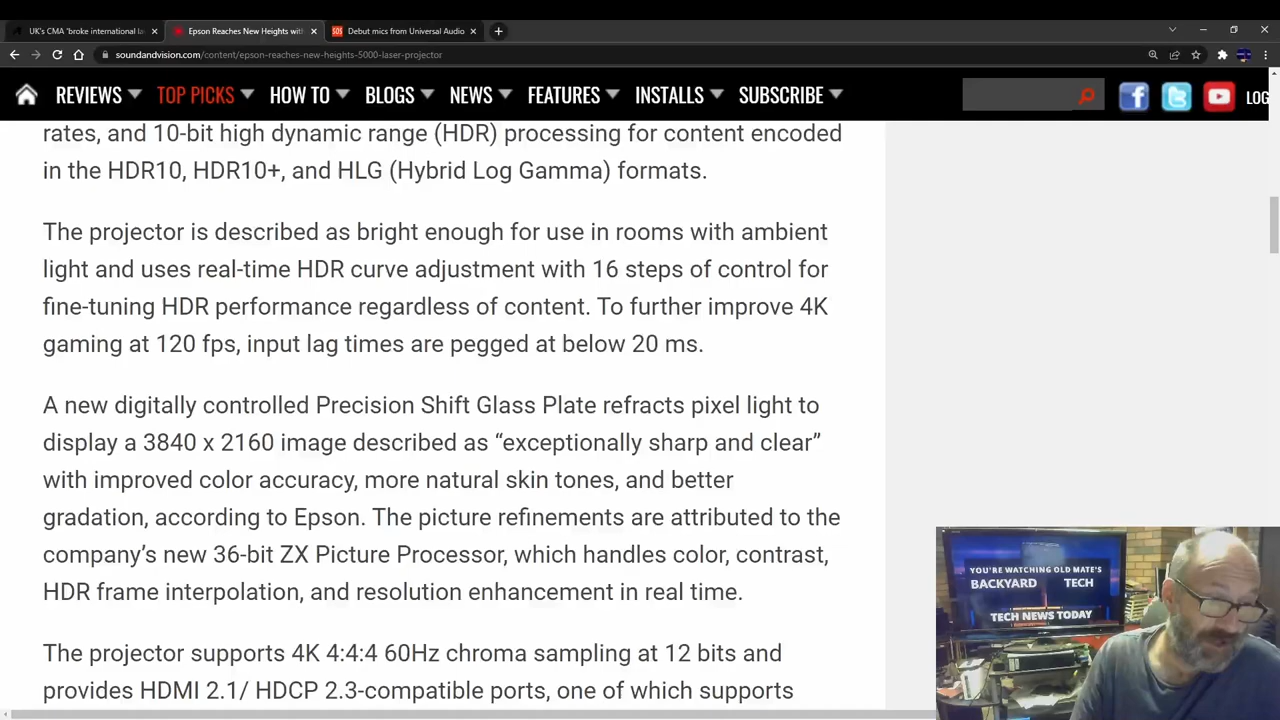 UK's CMA 'broke international la
Epson Reaches New Heights with
SOS
Debut mics from Universal Audio
soundandvision.com/content/epson-reaches-new-heights-5000-laser-projector
REVIEWS TOP PICKS HOW TO BLOGS NEWS FEATURES INSTALLS SUBSCRIBE LOG
rates, and 10-bit high dynamic range (HDR) processing for content encoded
in the HDR10, HDR10+, and HLG (Hybrid Log Gamma) formats.
The projector is described as bright enough for use in rooms with ambient
light and uses real-time HDR curve adjustment with 16 steps of control for
fine-tuning HDR performance regardless of content. To further improve 4K
gaming at 120 fps, input lag times are pegged at below 20 ms.
A new digitally controlled Precision Shift Glass Plate refracts pixel light to
display a 3840 x 2160 image described as “exceptionally sharp and clear”
with improved color accuracy, more natural skin tones, and better
gradation, according to Epson. The picture refinements are attributed to the
company’s new 36-bit ZX Picture Processor, which handles color, contrast,
HDR frame interpolation, and resolution enhancement in real time.
The projector supports 4K 4:4:4 60Hz chroma sampling at 12 bits and
provides HDMI 2.1/ HDCP 2.3-compatible ports, one of which supports
YOU'RE WATCHING OLD MATE'S
BACKYARD TECH
TECH NEWS TODAY